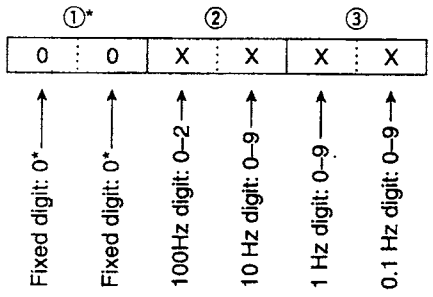 ①* ② ③
0 0 X X X X
Fixed digit: 0*
Fixed digit: 0*
100Hz digit: 0–2
10 Hz digit: 0–9
1 Hz digit: 0–9
0.1 Hz digit: 0–9